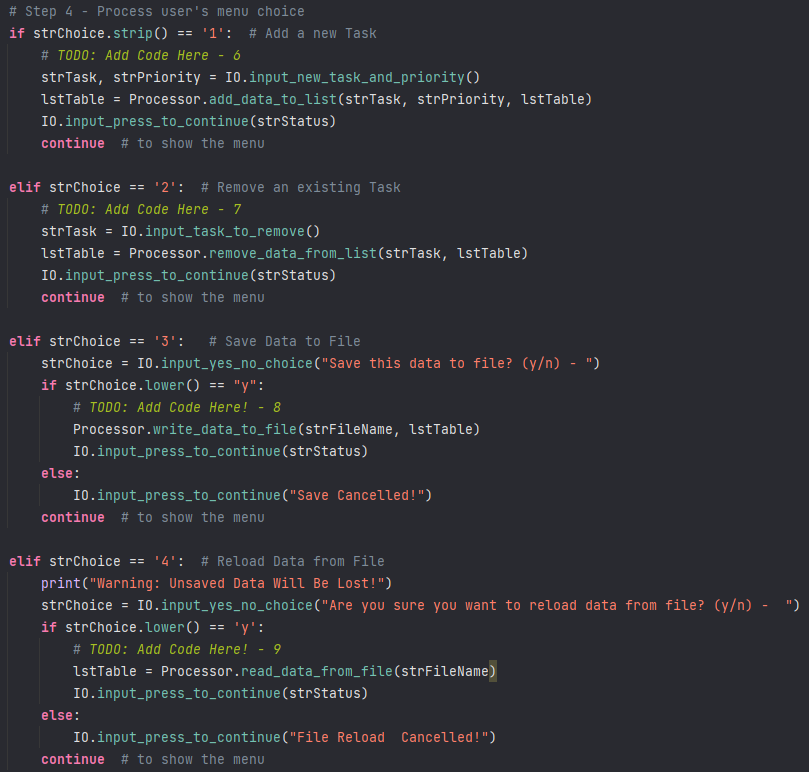 # Step 4 - Process user's menu choice
if strChoice.strip() == '1':  # Add a new Task
    # TODO: Add Code Here - 6
    strTask, strPriority = IO.input_new_task_and_priority()
    lstTable = Processor.add_data_to_list(strTask, strPriority, lstTable)
    IO.input_press_to_continue(strStatus)
    continue  # to show the menu

elif strChoice == '2':  # Remove an existing Task
    # TODO: Add Code Here - 7
    strTask = IO.input_task_to_remove()
    lstTable = Processor.remove_data_from_list(strTask, lstTable)
    IO.input_press_to_continue(strStatus)
    continue  # to show the menu

elif strChoice == '3':   # Save Data to File
    strChoice = IO.input_yes_no_choice("Save this data to file? (y/n) - ")
    if strChoice.lower() == "y":
        # TODO: Add Code Here! - 8
        Processor.write_data_to_file(strFileName, lstTable)
        IO.input_press_to_continue(strStatus)
    else:
        IO.input_press_to_continue("Save Cancelled!")
    continue  # to show the menu

elif strChoice == '4':  # Reload Data from File
    print("Warning: Unsaved Data Will Be Lost!")
    strChoice = IO.input_yes_no_choice("Are you sure you want to reload data from file? (y/n) -  ")
    if strChoice.lower() == 'y':
        # TODO: Add Code Here! - 9
        lstTable = Processor.read_data_from_file(strFileName)
        IO.input_press_to_continue(strStatus)
    else:
        IO.input_press_to_continue("File Reload  Cancelled!")
    continue  # to show the menu